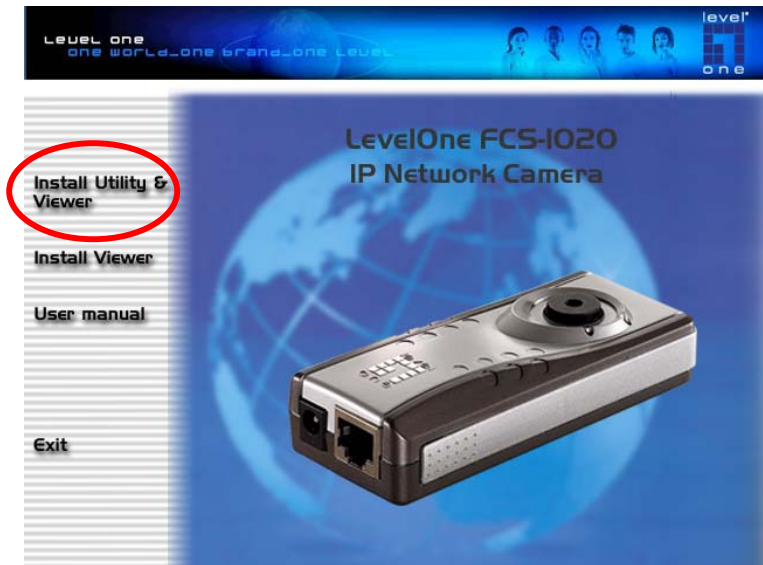 Level one
one world_one brand_one level
level
one
LevelOne FCS-1020
IP Network Camera
Install Utility &
Viewer
Install Viewer
User manual
Exit